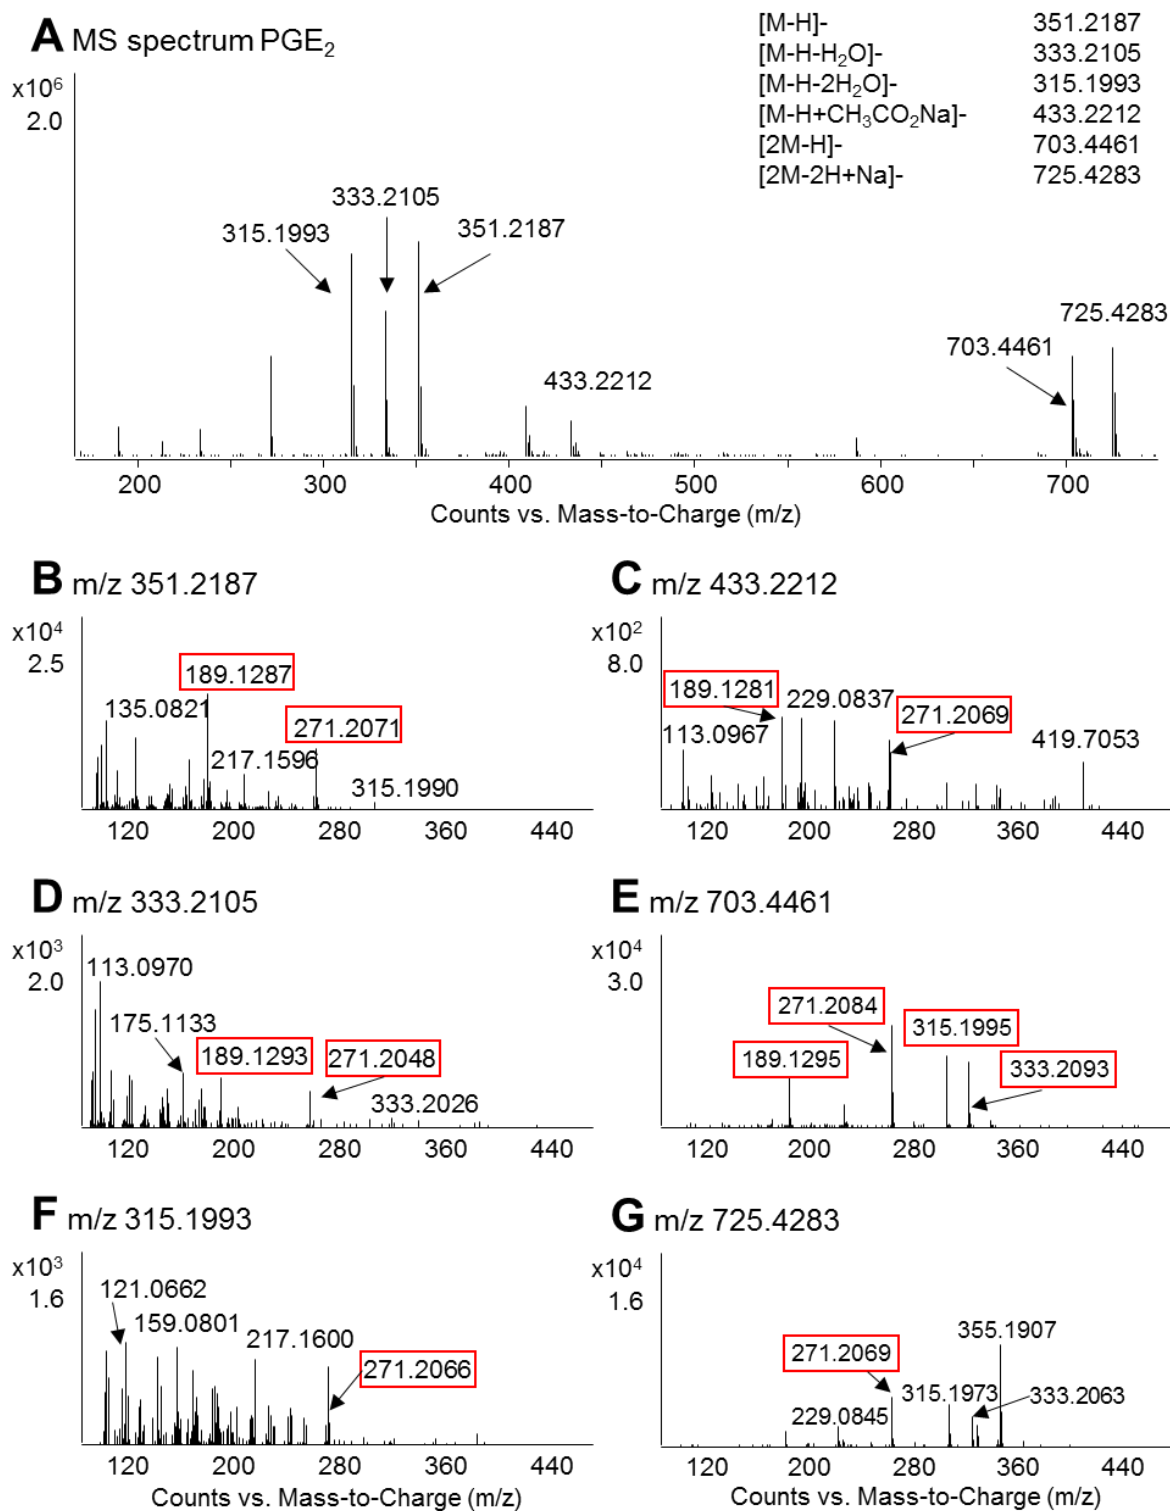 A MS spectrum PGE₂
[M-H]- 351.2187
[M-H-H₂O]- 333.2105
[M-H-2H₂O]- 315.1993
[M-H+CH₃CO₂Na]- 433.2212
[2M-H]- 703.4461
[2M-2H+Na]- 725.4283
x10⁶
2.0
333.2105
315.1993
351.2187
433.2212
703.4461
725.4283
200 300 400 500 600 700
Counts vs. Mass-to-Charge (m/z)
B m/z 351.2187
x10⁴
2.5
189.1287
135.0821
271.2071
217.1596
315.1990
120 200 280 360 440
C m/z 433.2212
x10²
8.0
189.1281
229.0837
271.2069
113.0967
419.7053
120 200 280 360 440
D m/z 333.2105
x10³
2.0
113.0970
175.1133
189.1293
271.2048
333.2026
120 200 280 360 440
E m/z 703.4461
x10⁴
3.0
271.2084
315.1995
189.1295
333.2093
120 200 280 360 440
F m/z 315.1993
x10³
1.6
121.0662
159.0801
217.1600
271.2066
120 200 280 360 440
Counts vs. Mass-to-Charge (m/z)
G m/z 725.4283
x10⁴
1.6
355.1907
271.2069
315.1973
333.2063
229.0845
120 200 280 360 440
Counts vs. Mass-to-Charge (m/z)